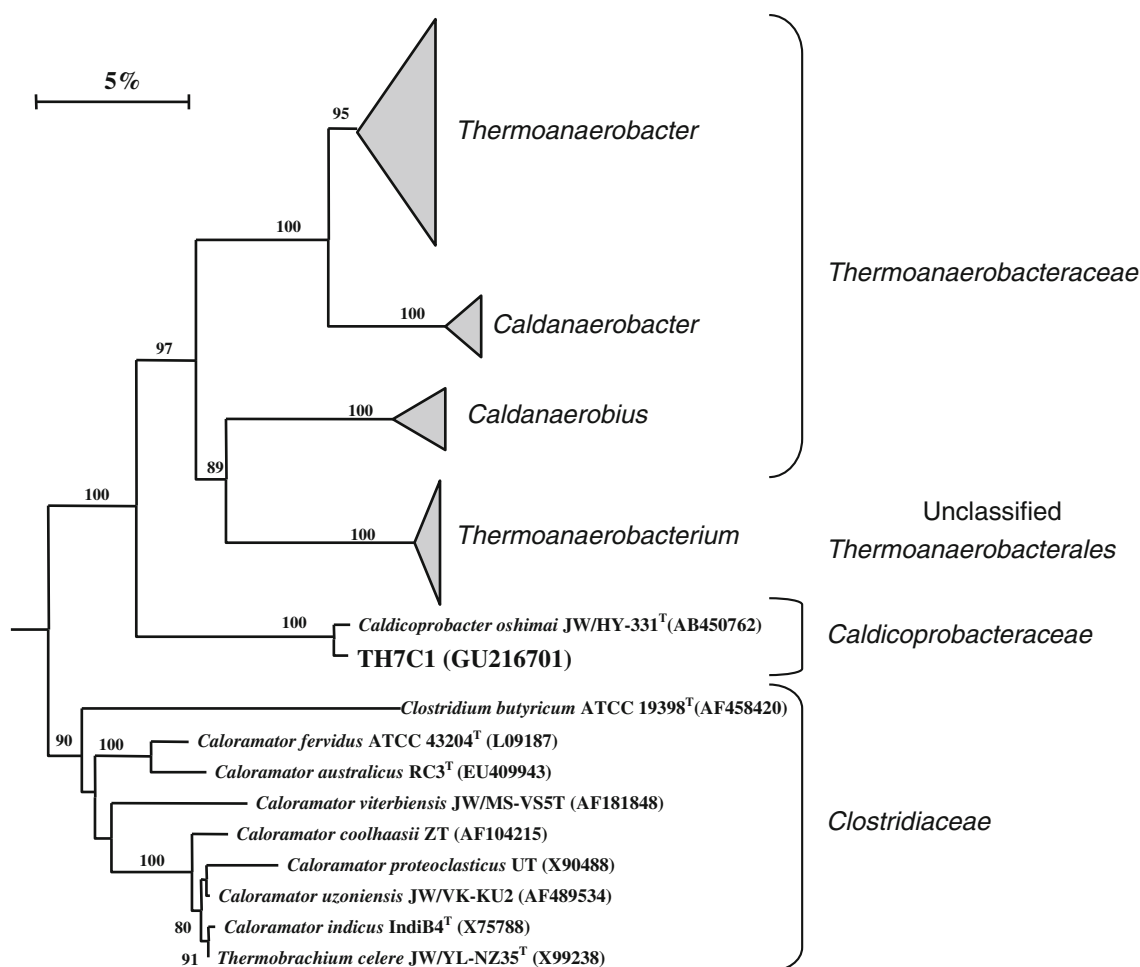 5%
95
Thermoanaerobacter
100
Thermoanaerobacteraceae
100
Caldanaerobacter
97
100
Caldanaerobius
89
100
Unclassified
Thermoanaerobacterales
100
Thermoanaerobacterium
100
Caldicoprobacter oshimai JW/HY-331ᵀ(AB450762)
TH7C1 (GU216701)
Caldicoprobacteraceae
Clostridium butyricum ATCC 19398ᵀ(AF458420)
90
100
Caloramator fervidus ATCC 43204ᵀ (L09187)
Caloramator australicus RC3ᵀ (EU409943)
Caloramator viterbiensis JW/MS-VS5T (AF181848)
Clostridiaceae
Caloramator coolhaasii ZT (AF104215)
100
Caloramator proteoclasticus UT (X90488)
Caloramator uzoniensis JW/VK-KU2 (AF489534)
80
Caloramator indicus IndiB4ᵀ (X75788)
91
Thermobrachium celere JW/YL-NZ35ᵀ (X99238)